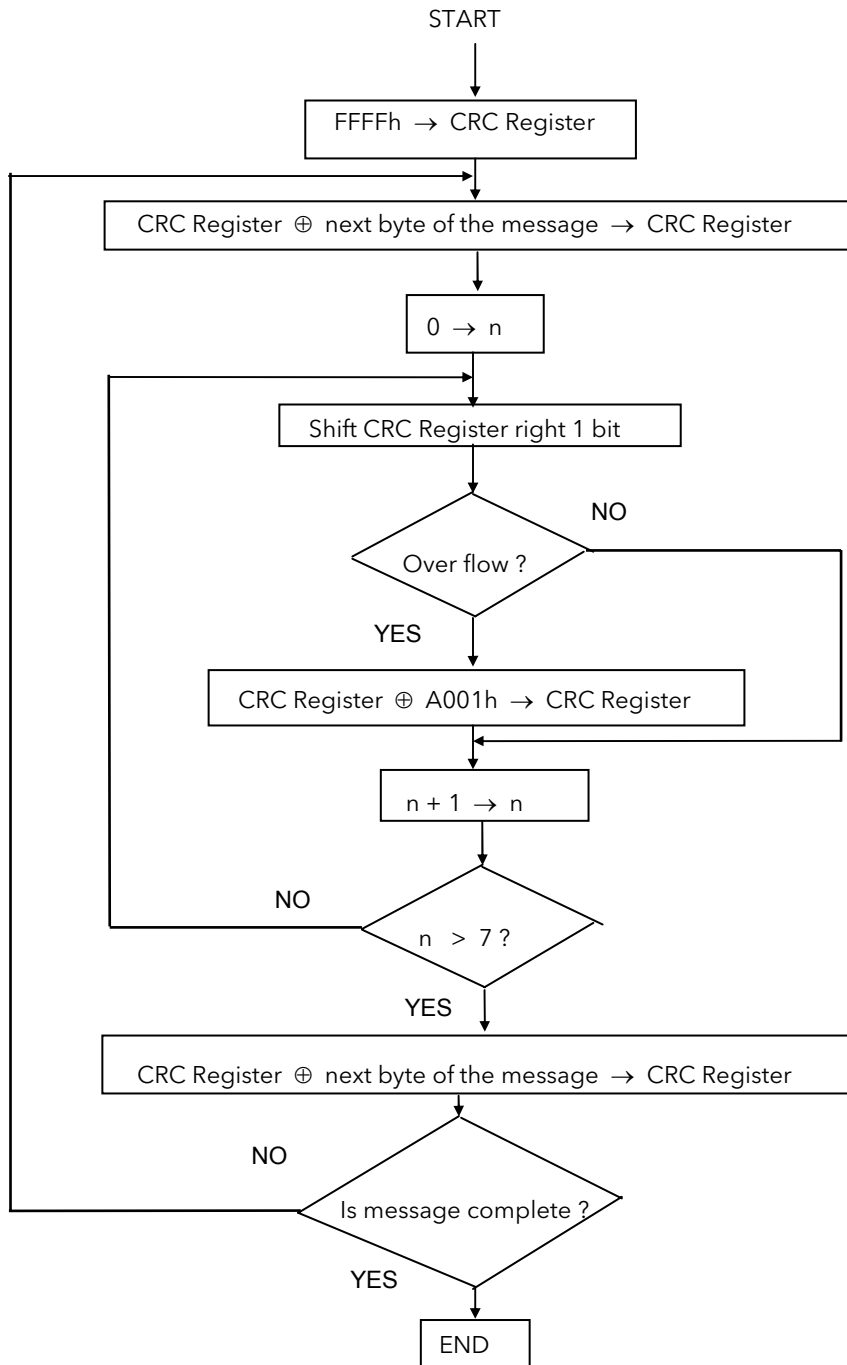 START
FFFFh → CRC Register
CRC Register ⊕ next byte of the message → CRC Register
0 → n
Shift CRC Register right 1 bit
NO
Over flow ?
YES
CRC Register ⊕ A001h → CRC Register
n + 1 → n
NO
n > 7 ?
YES
CRC Register ⊕ next byte of the message → CRC Register
NO
Is message complete ?
YES
END